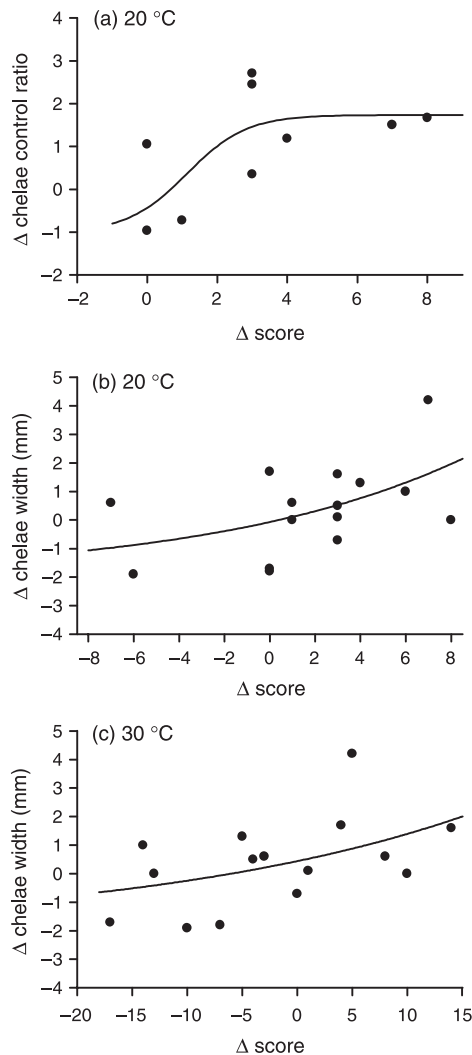 (a) 20 °C
4
3
2
1
0
−1
−2
Δ chelae control ratio
−2 0 2 4 6 8
Δ score
(b) 20 °C
5
4
3
2
1
0
−1
−2
−3
−4
Δ chelae width (mm)
−8 −6 −4 −2 0 2 4 6 8
Δ score
(c) 30 °C
5
4
3
2
1
0
−1
−2
−3
−4
Δ chelae width (mm)
−20 −15 −10 −5 0 5 10 15
Δ score